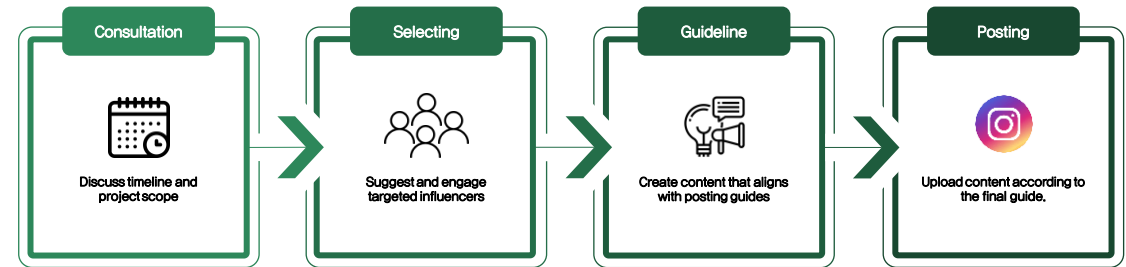 Consultation
Discuss timeline and
project scope
Selecting
Suggest and engage
targeted influencers
Guideline
Create content that aligns
with posting guides
Posting
Upload content according to
the final guide.